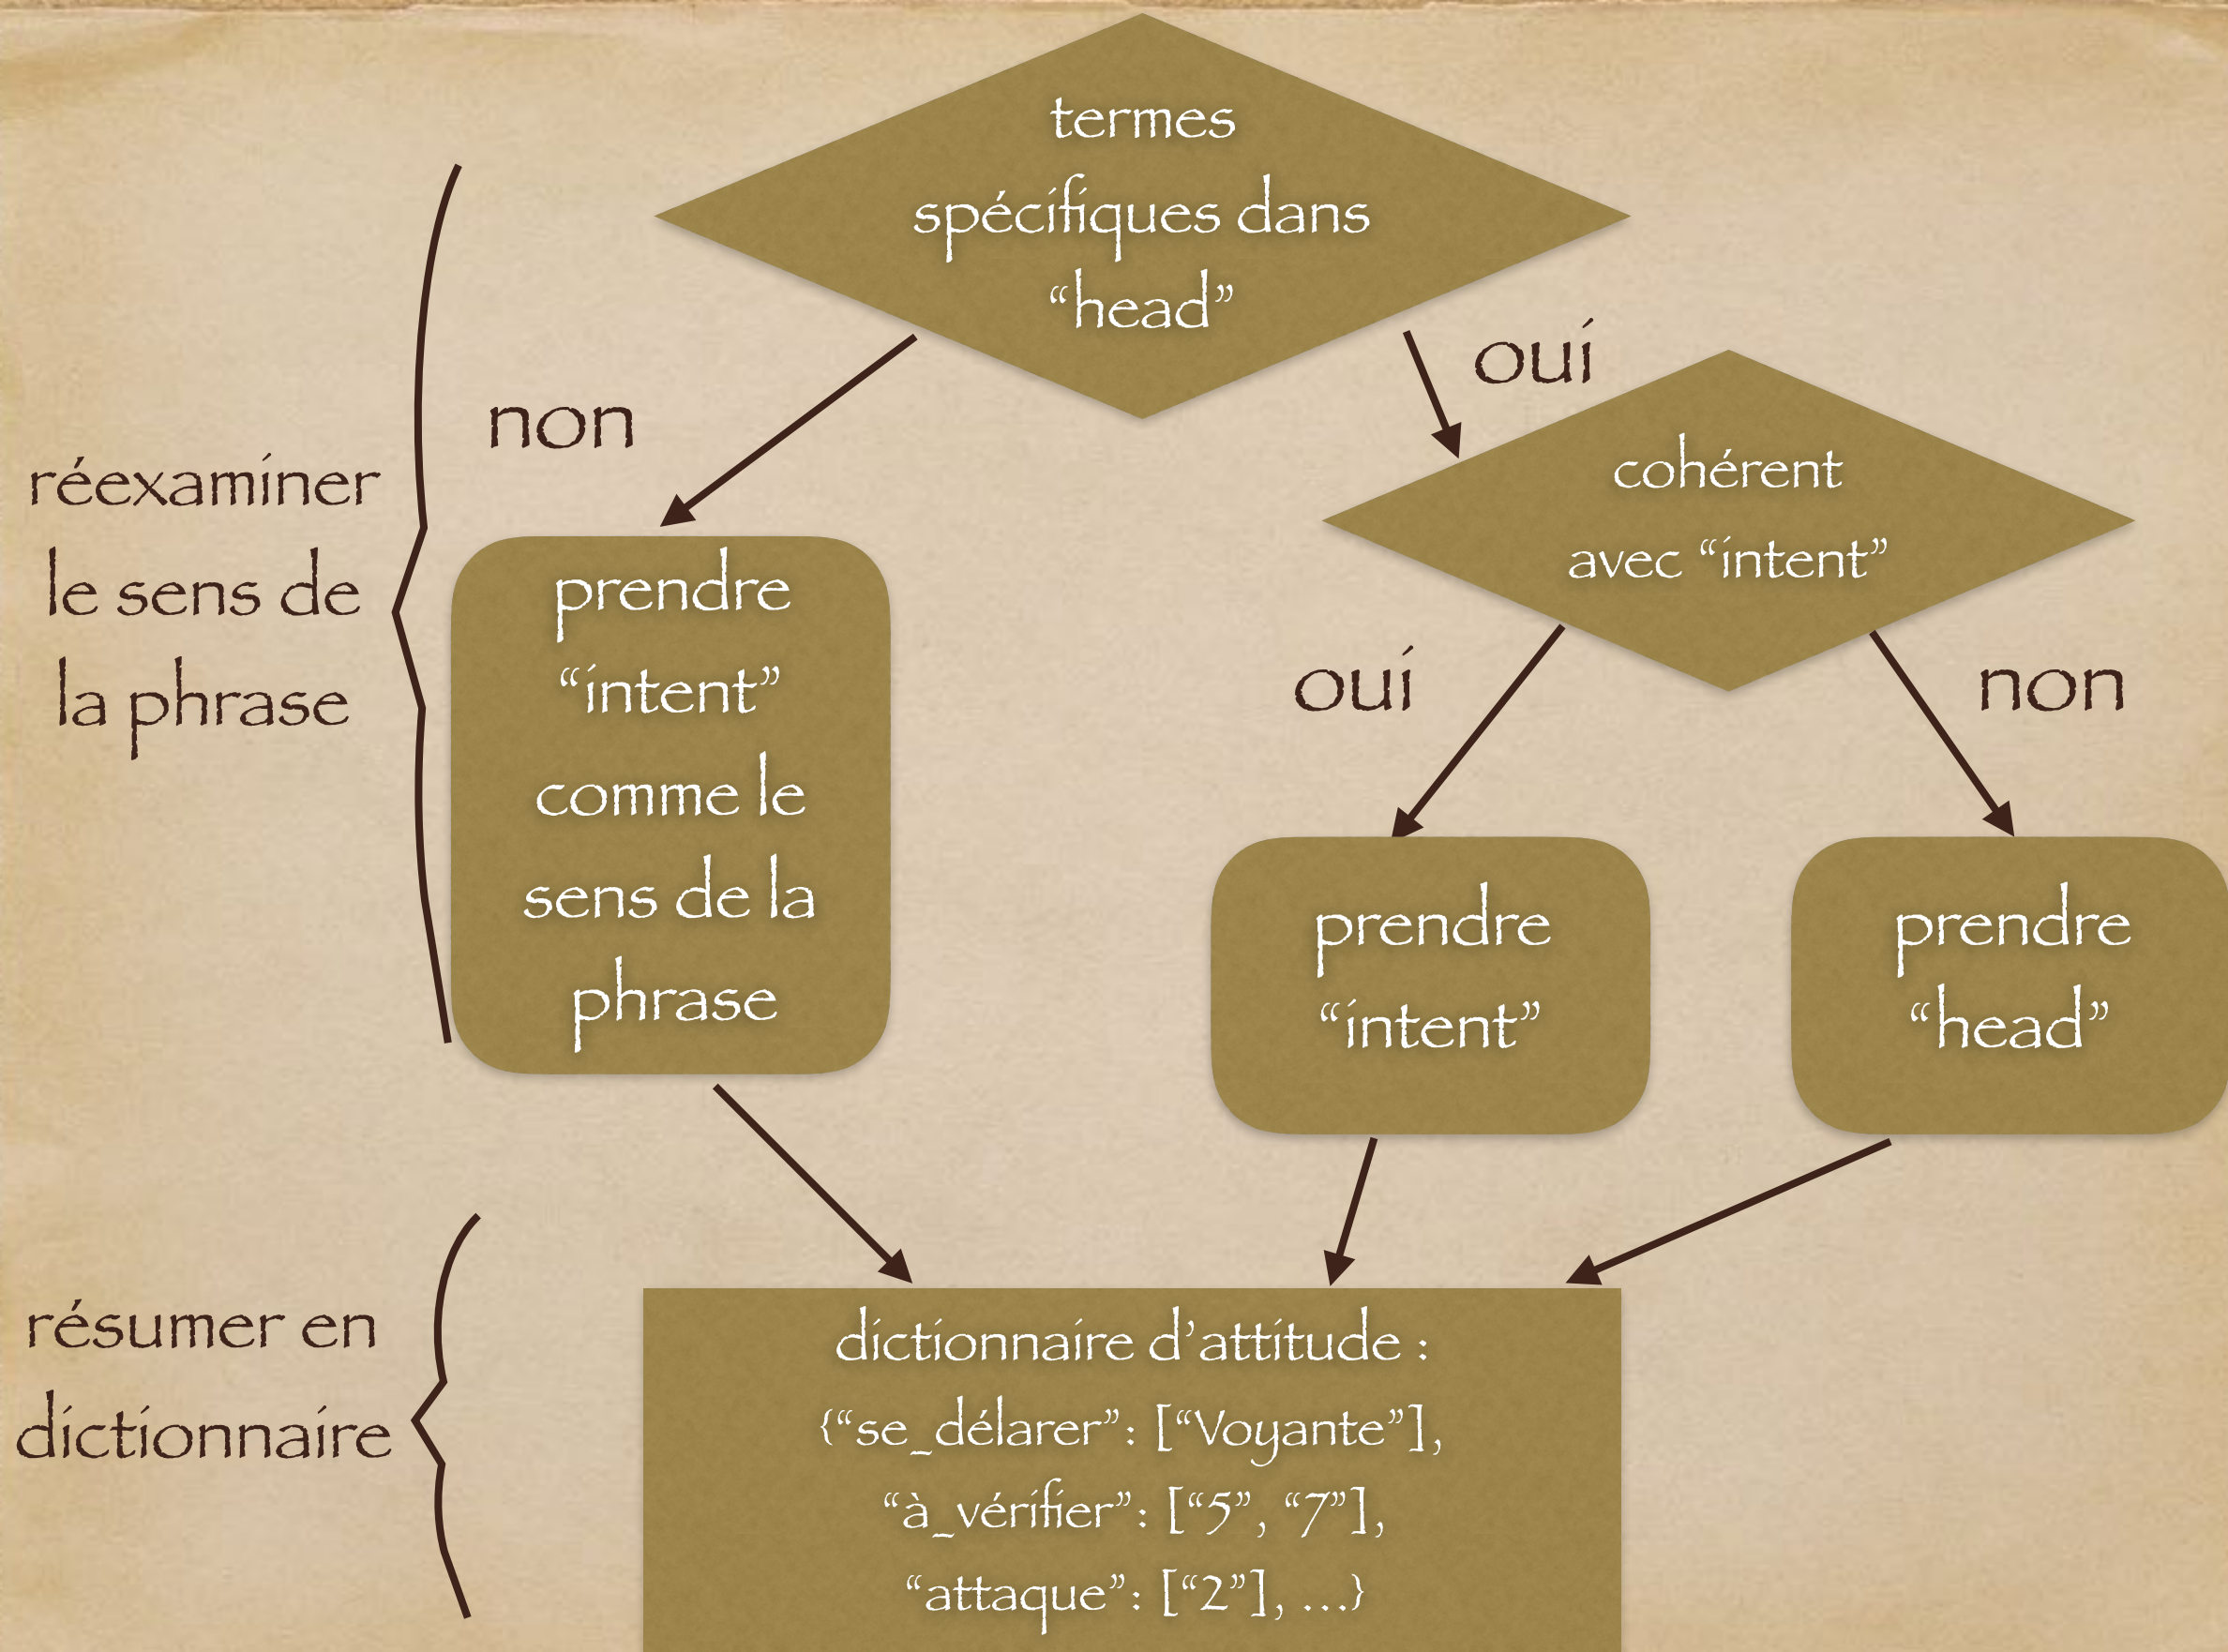 termes
spécifiques dans
“head”
oui
non
réexaminer
le sens de
la phrase
cohérent
avec “intent”
prendre
“intent”
comme le
sens de la
phrase
oui
non
prendre
“intent”
prendre
“head”
résumer en
dictionnaire
dictionnaire d’attitude :
{“se_délarer”: [“Voyante”],
“à_vérifier”: [“5”, “7”],
“attaque”: [“2”], ...}